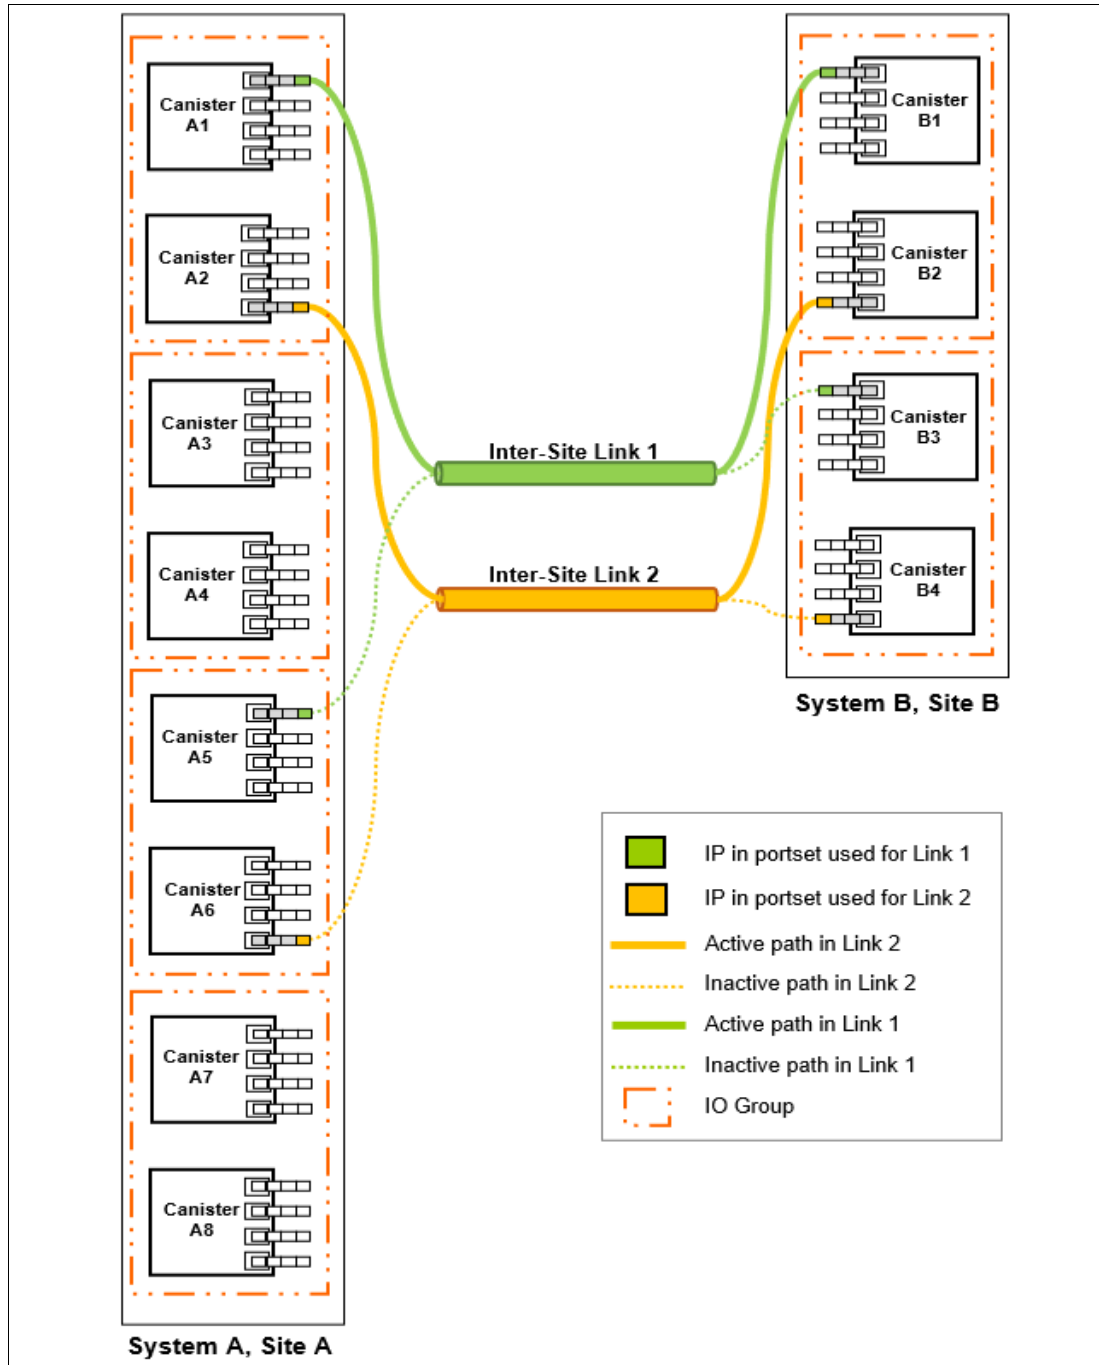 Canister
A1
Canister
A2
Canister
A3
Canister
A4
Canister
A5
Canister
A6
Canister
A7
Canister
A8
System A, Site A
Inter-Site Link 1
Inter-Site Link 2
Canister
B1
Canister
B2
Canister
B3
Canister
B4
System B, Site B
IP in portset used for Link 1
IP in portset used for Link 2
Active path in Link 2
Inactive path in Link 2
Active path in Link 1
Inactive path in Link 1
IO Group